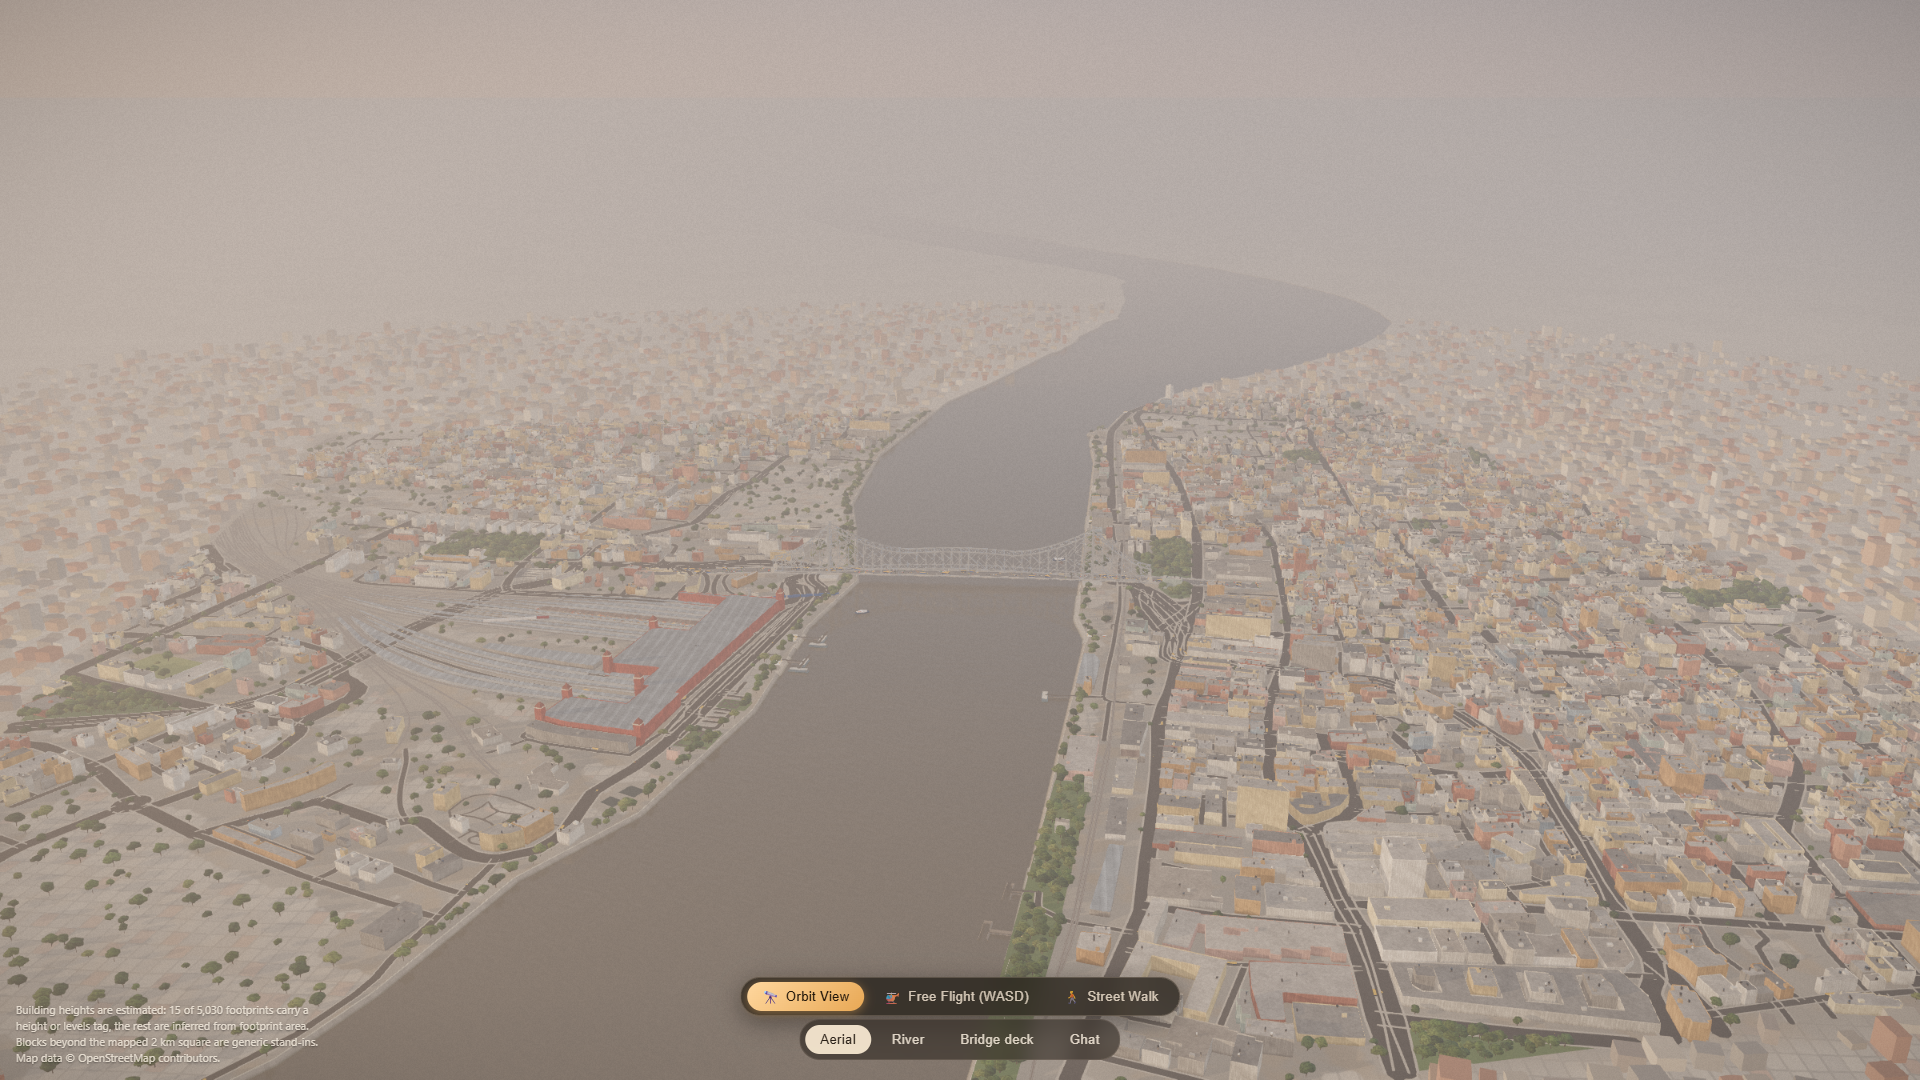 Orbit View
Free Flight (WASD)
Street Walk
Aerial
River
Bridge deck
Ghat
Building heights are estimated: 15 of 5,030 footprints carry a
height or levels tag, the rest are inferred from footprint area.
Blocks beyond the mapped 2 km square are generic stand-ins.
Map data © OpenStreetMap contributors.